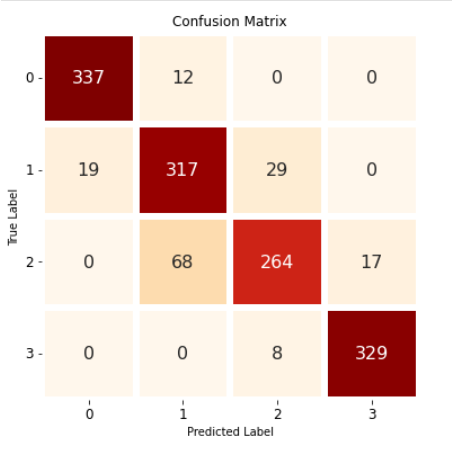 Confusion Matrix
0 337 12 0 0
1 19 317 29 0
2 0 68 264 17
3 0 0 8 329
True Label
0 1 2 3
Predicted Label